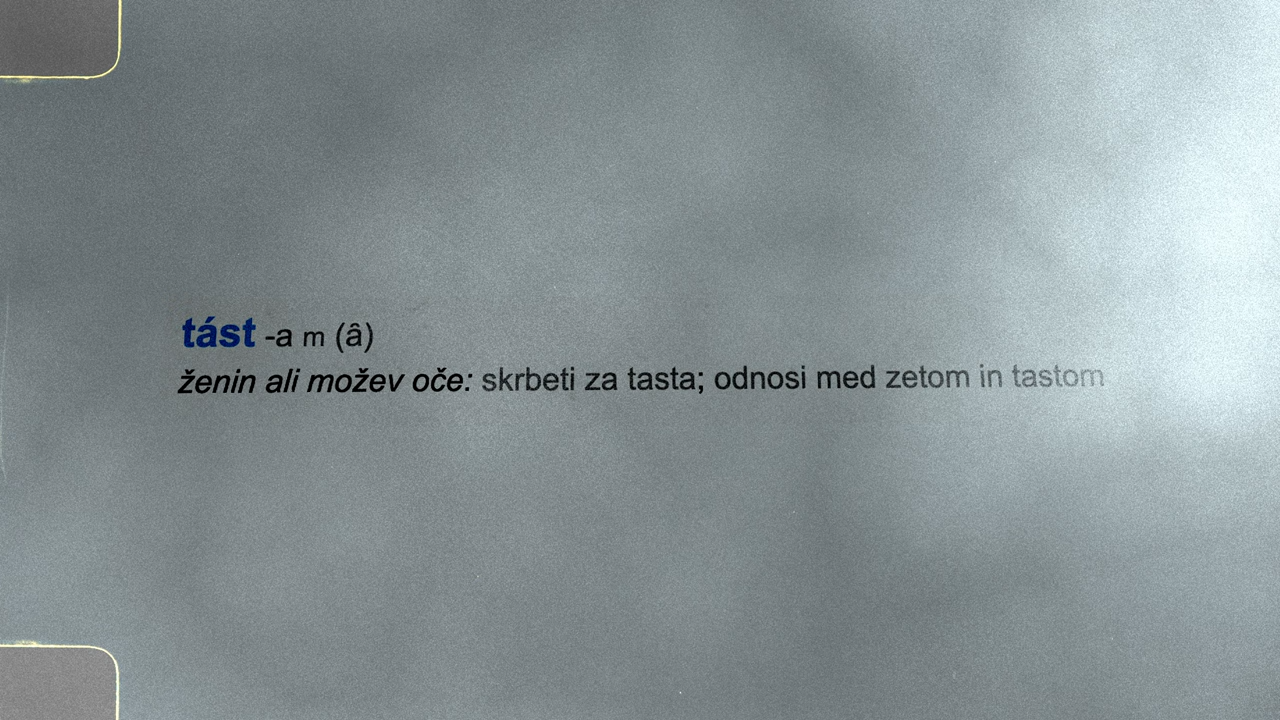 tást -a m (ȃ)
ženin ali možev oče: skrbeti za tasta; odnosi med zetom in tastom